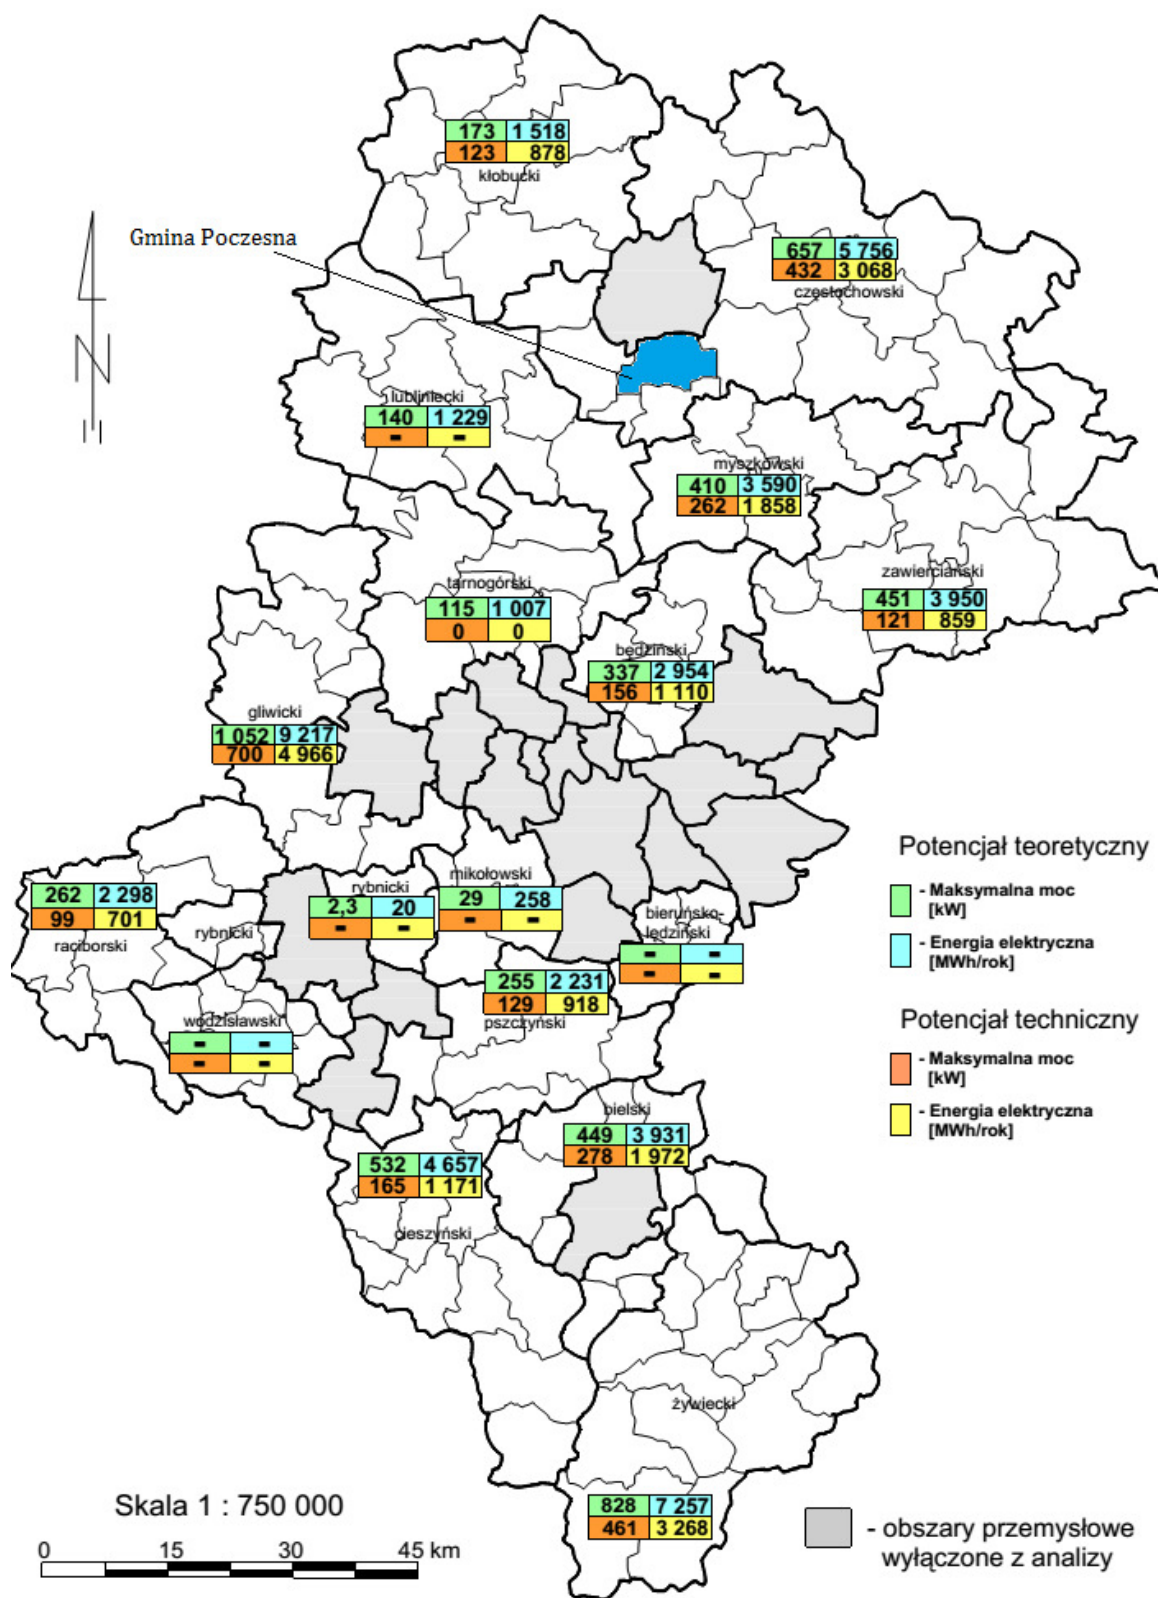 173 1 518
123 878
kłobucki
Gmina Poczesna
657 5 756
432 3 068
częstochowski
N
lubliniecki
140 1 229
- -
myszkowski
410 3 590
262 1 858
zawierciański
451 3 950
121 859
tarnogórski
115 1 007
0 0
będziński
337 2 954
156 1 110
gliwicki
1 052 9 217
700 4 966
Potencjał teoretyczny
- Maksymalna moc
[kW]
- Energia elektryczna
[MWh/rok]
Potencjał techniczny
- Maksymalna moc
[kW]
- Energia elektryczna
[MWh/rok]
262 2 298
99 701
raciborski
rybnicki
rybnicki
2,3 20
- -
mikołowski
29 258
- -
bieruńsko-
lędziński
- -
- -
255 2 231
129 918
pszczyński
wodzisławski
- -
- -
bielski
449 3 931
278 1 972
532 4 657
165 1 171
cieszyński
żywiecki
828 7 257
461 3 268
Skala 1 : 750 000
0 15 30 45 km
- obszary przemysłowe
wyłączone z analizy